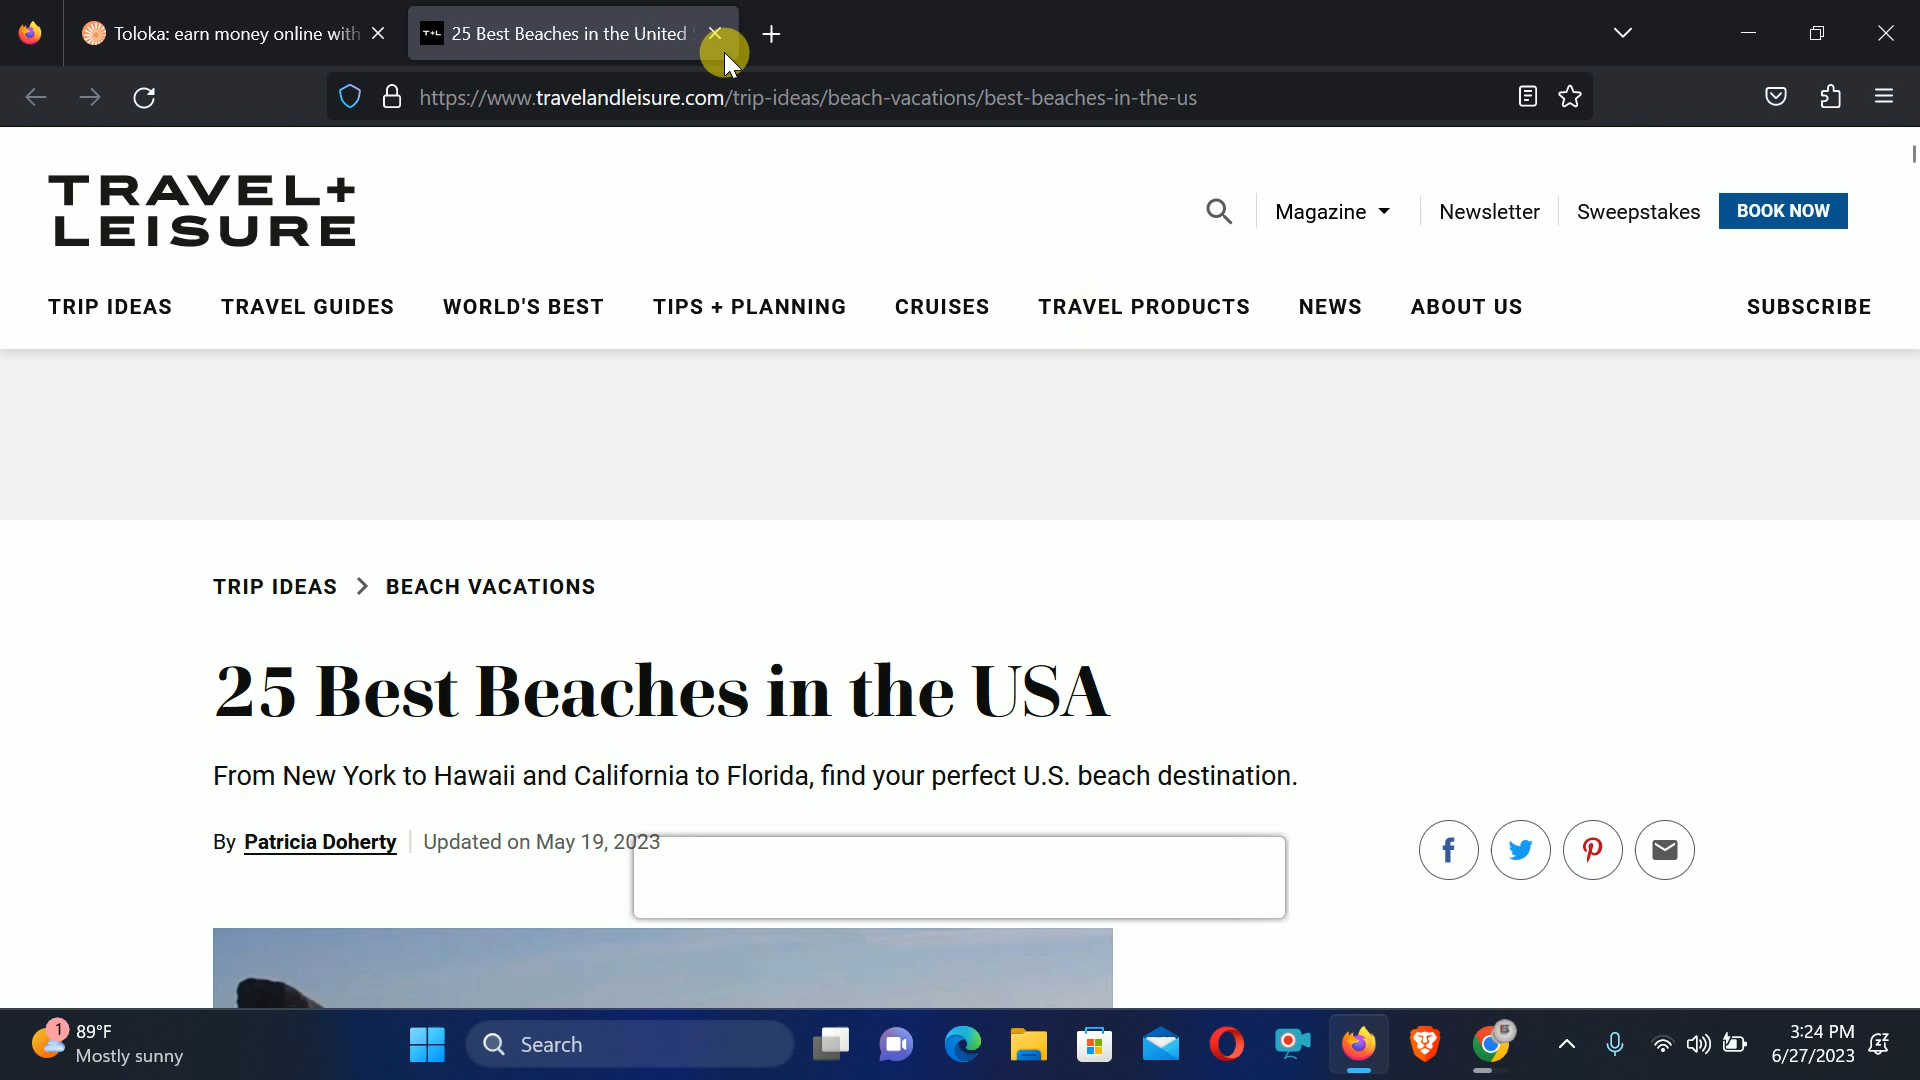 Toloka: earn money online with
T+L 25 Best Beaches in the United
https://www.travelandleisure.com/trip-ideas/beach-vacations/best-beaches-in-the-us
TRAVEL+
LEISURE
Magazine
Newsletter
Sweepstakes
BOOK NOW
TRIP IDEAS
TRAVEL GUIDES
WORLD'S BEST
TIPS + PLANNING
CRUISES
TRAVEL PRODUCTS
NEWS
ABOUT US
SUBSCRIBE
TRIP IDEAS > BEACH VACATIONS
25 Best Beaches in the USA
From New York to Hawaii and California to Florida, find your perfect U.S. beach destination.
By Patricia Doherty
Updated on May 19, 2023
1
89°F
Mostly sunny
Search
5
3:24 PM
6/27/2023